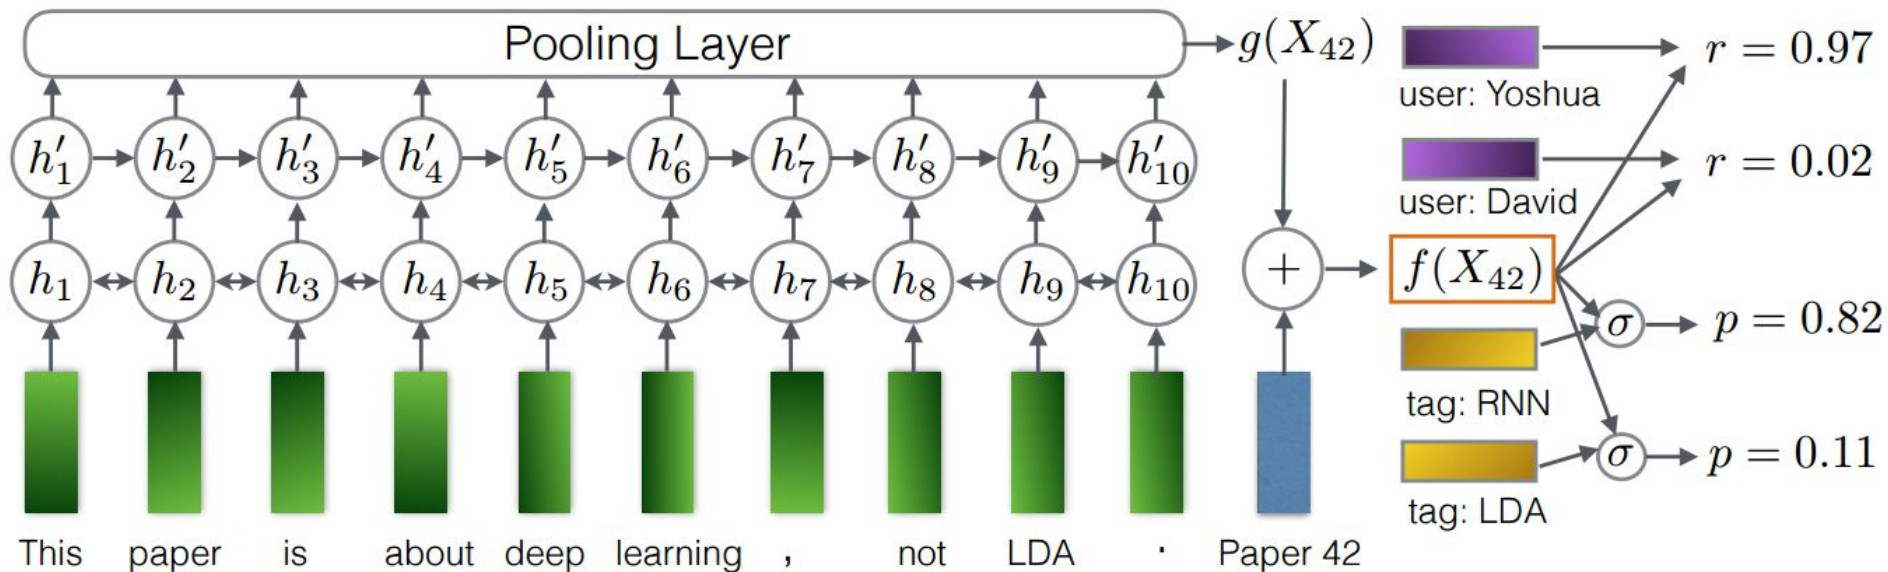 Pooling Layer
g(X₄₂)
h′₁ h′₂ h′₃ h′₄ h′₅ h′₆ h′₇ h′₈ h′₉ h′₁₀
h₁ h₂ h₃ h₄ h₅ h₆ h₇ h₈ h₉ h₁₀
This paper is about deep learning , not LDA .
Paper 42
+
f(X₄₂)
user: Yoshua
r = 0.97
user: David
r = 0.02
σ
p = 0.82
tag: RNN
σ
p = 0.11
tag: LDA